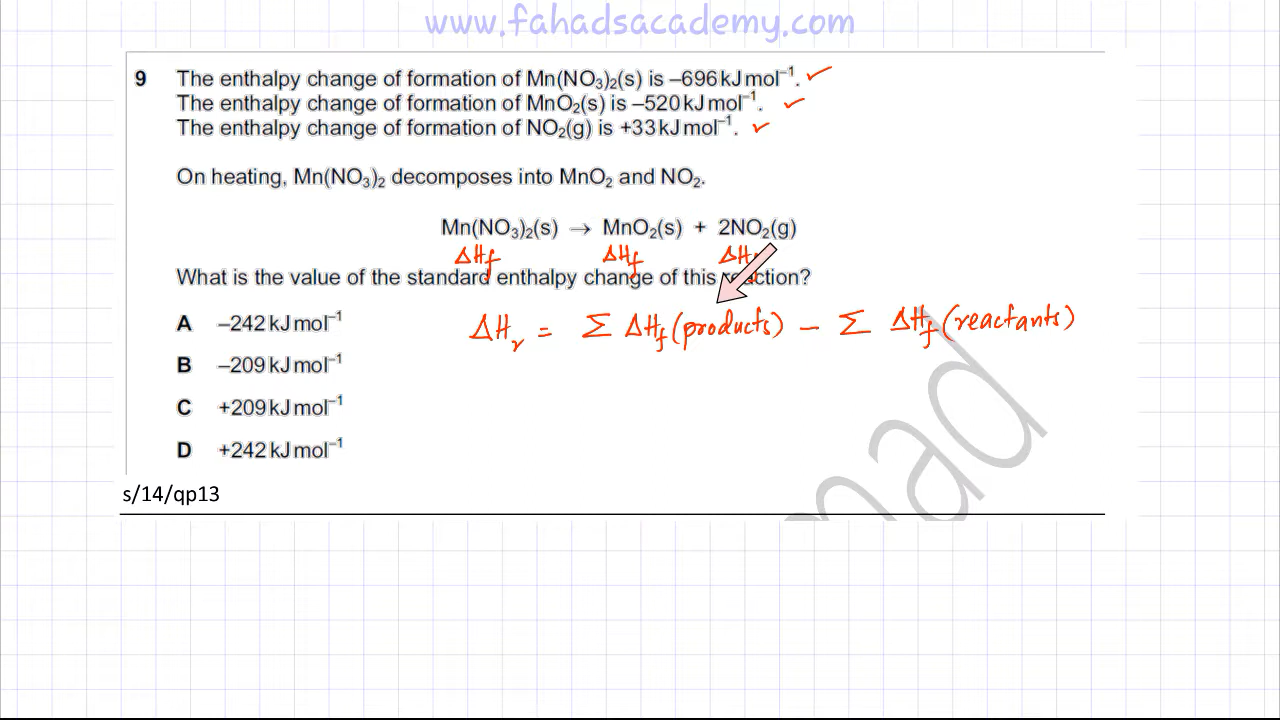 www.fahadsacademy.com
9 The enthalpy change of formation of Mn(NO₃)₂(s) is –696 kJ mol⁻¹. ✓
The enthalpy change of formation of MnO₂(s) is –520 kJ mol⁻¹. ✓
The enthalpy change of formation of NO₂(g) is +33 kJ mol⁻¹. ✓
On heating, Mn(NO₃)₂ decomposes into MnO₂ and NO₂.
Mn(NO₃)₂(s) → MnO₂(s) + 2NO₂(g)
ΔHf ΔHf ΔHf
What is the value of the standard enthalpy change of this reaction?
A –242 kJ mol⁻¹
ΔHr = Σ ΔHf (products) – Σ ΔHf (reactants)
B –209 kJ mol⁻¹
C +209 kJ mol⁻¹
D +242 kJ mol⁻¹
s/14/qp13